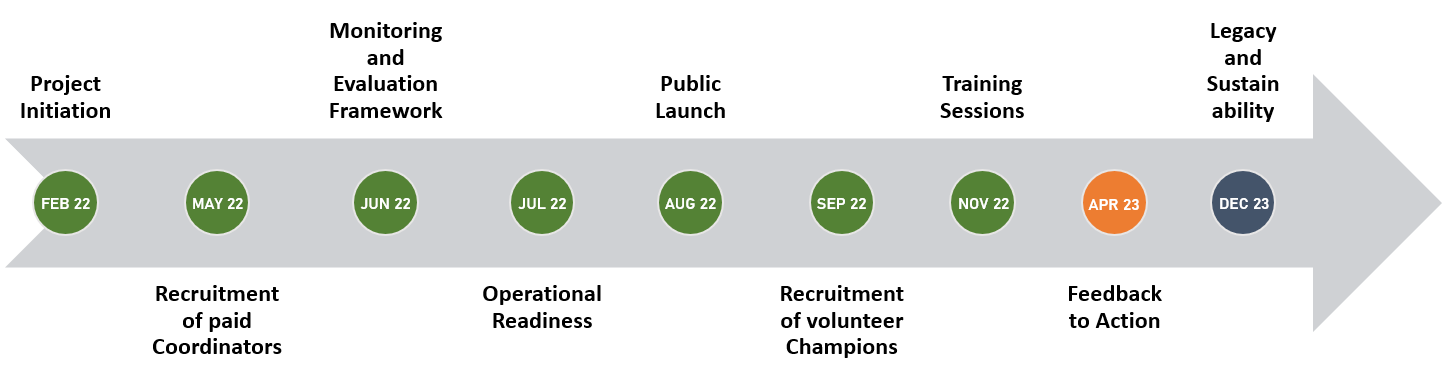 Project
Initiation
Monitoring
and
Evaluation
Framework
Public
Launch
Training
Sessions
Legacy
and
Sustain
ability
FEB 22
MAY 22
JUN 22
JUL 22
AUG 22
SEP 22
NOV 22
APR 23
DEC 23
Recruitment
of paid
Coordinators
Operational
Readiness
Recruitment
of volunteer
Champions
Feedback
to Action